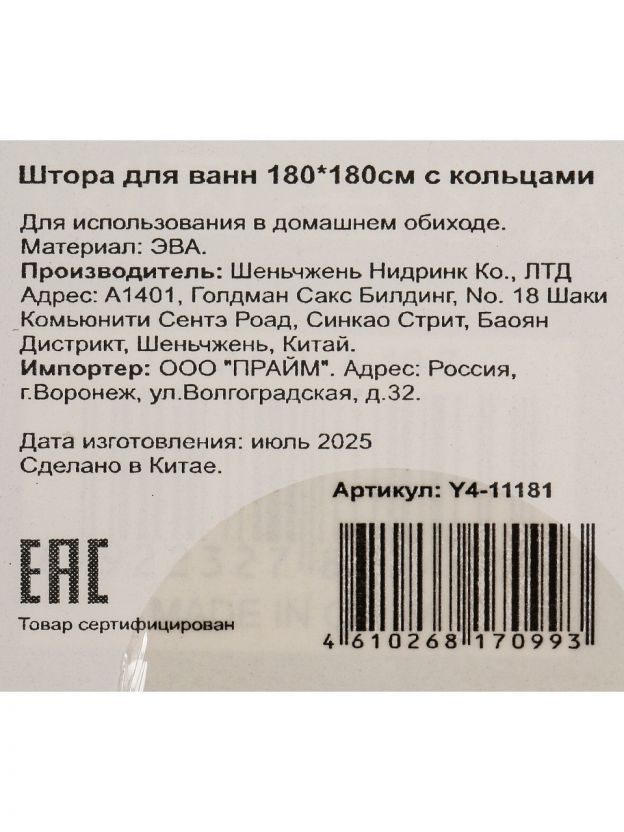 Штора для ванн 180*180см с кольцами
Для использования в домашнем обиходе.
Материал: ЭВА.
Производитель: Шеньчжень Нидринк Ко., ЛТД
Адрес: А1401, Голдман Сакс Билдинг, No. 18 Шаки
Комьюнити Сентэ Роад, Синкао Стрит, Баоян
Дистрикт, Шеньчжень, Китай.
Импортер: ООО "ПРАЙМ". Адрес: Россия,
г.Воронеж, ул.Волгоградская, д.32.
Дата изготовления: июль 2025
Сделано в Китае.
Артикул: Y4-11181
ЕАС
Товар сертифицирован
4 610268 170993
MADE IN